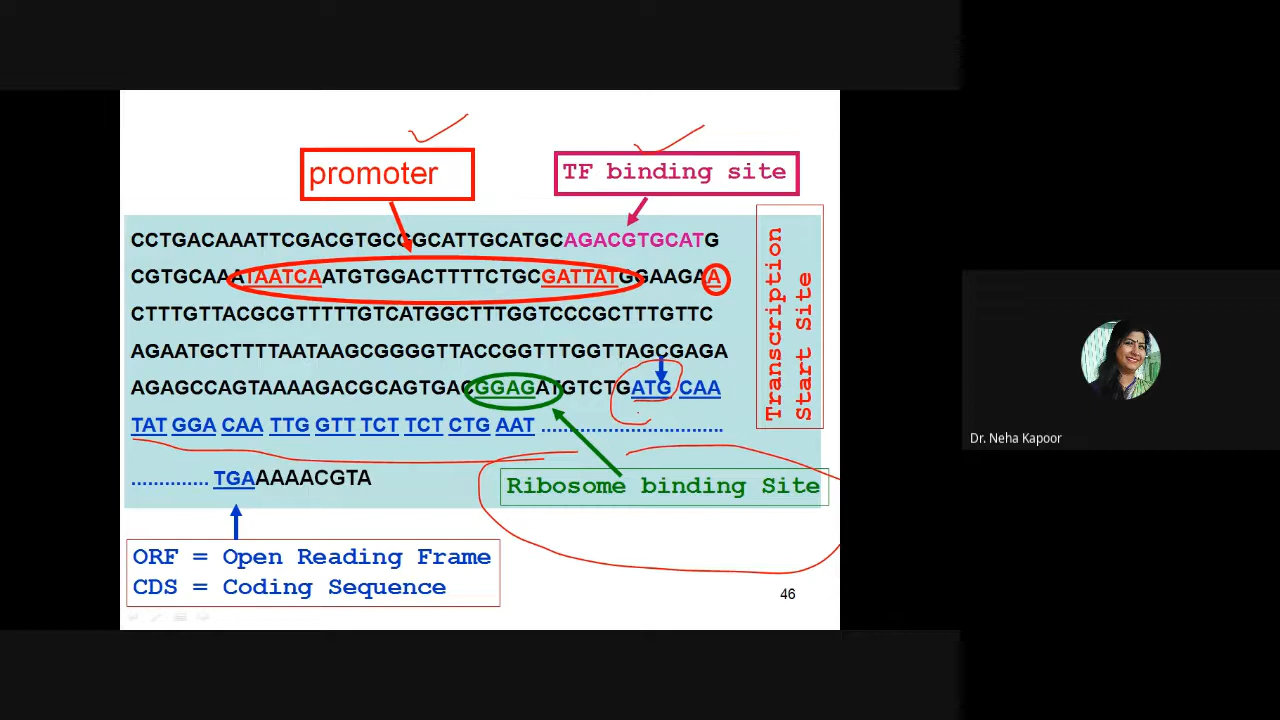 promoter
TF binding site
CCTGACAAATTCGACGTGCGGCATTGCATGCAGACGTGCATG
CGTGCAAATAATCAATGTGGACTTTTCTGCGATTATGGAAGAA
CTTTGTTACGCGTTTTTGTCATGGCTTTGGTCCCGCTTTGTTC
AGAATGCTTTTAATAAGCGGGGTTACCGGTTTGGTTAGCGAGA
AGAGCCAGTAAAAGACGCAGTGACGGAGATGTCTGATG CAA
TAT GGA CAA TTG GTT TCT TCT CTG AAT ..............................
.............. TGAAAAACGTA
Transcription
Start Site
Ribosome binding Site
ORF = Open Reading Frame
CDS = Coding Sequence
46
Dr. Neha Kapoor